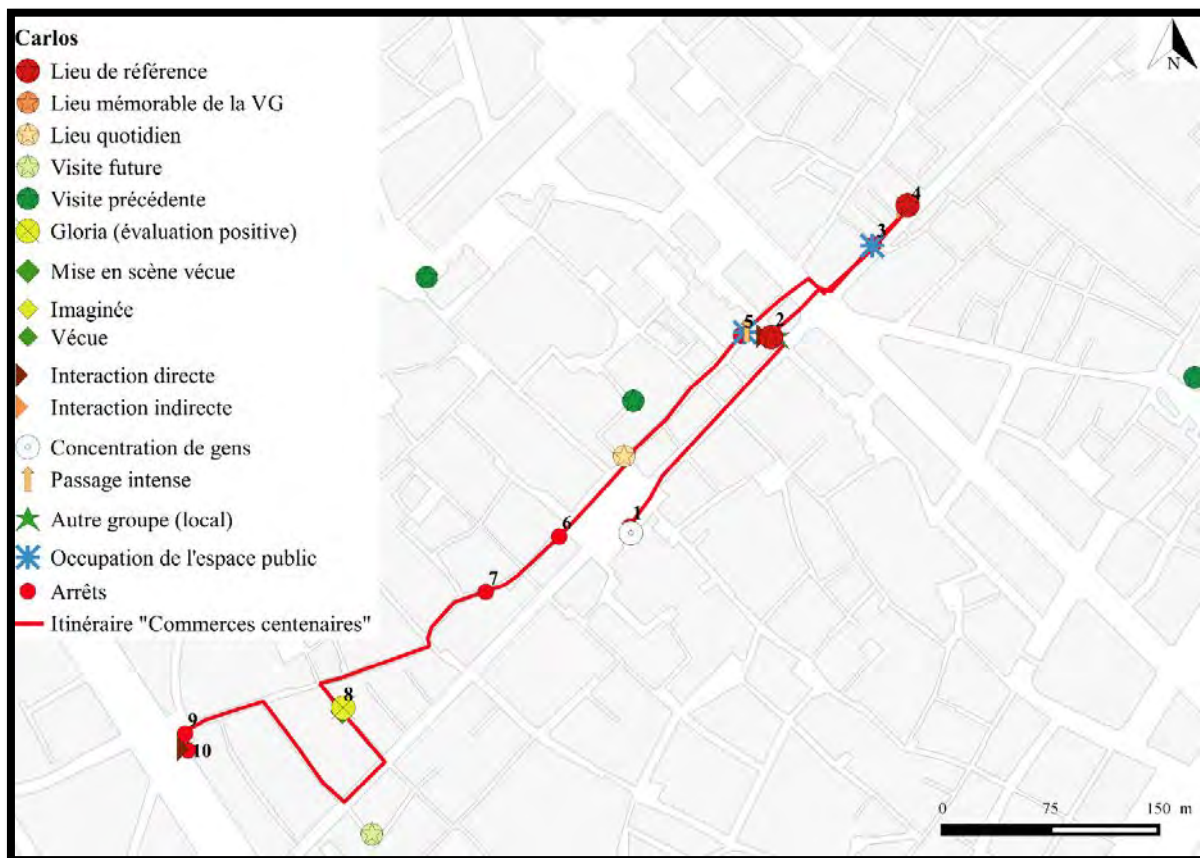 Carlos
Lieu de référence
Lieu mémorable de la VG
Lieu quotidien
Visite future
Visite précédente
Gloria (évaluation positive)
Mise en scène vécue
Imaginée
Vécue
Interaction directe
Interaction indirecte
Concentration de gens
Passage intense
Autre groupe (local)
Occupation de l'espace public
Arrêts
Itinéraire "Commerces centenaires"
N
4
3
5
2
1
6
7
8
9
10
0 75 150 m